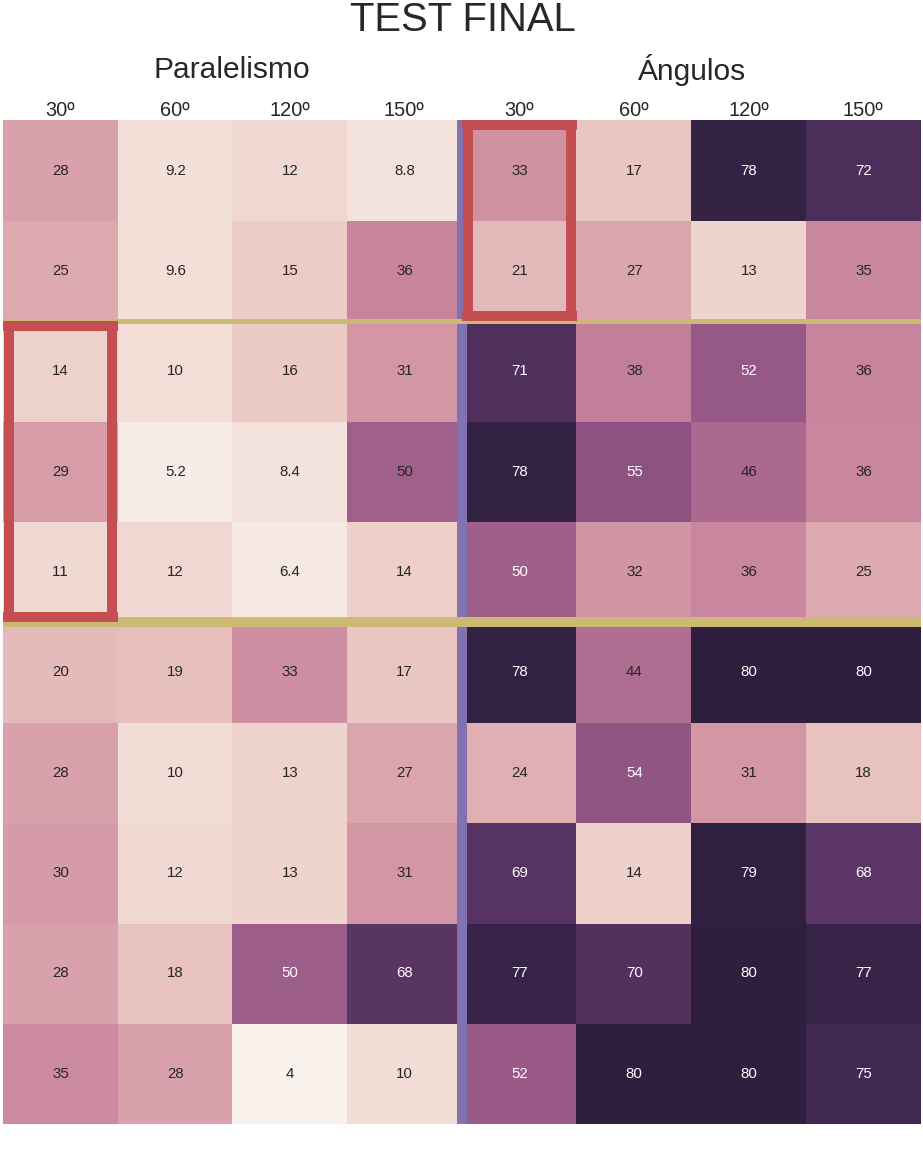 TEST FINAL
Paralelismo Ángulos
30º 60º 120º 150º 30º 60º 120º 150º
28 9.2 12 8.8 33 17 78 72
25 9.6 15 36 21 27 13 35
14 10 16 31 71 38 52 36
29 5.2 8.4 50 78 55 46 36
11 12 6.4 14 50 32 36 25
20 19 33 17 78 44 80 80
28 10 13 27 24 54 31 18
30 12 13 31 69 14 79 68
28 18 50 68 77 70 80 77
35 28 4 10 52 80 80 75